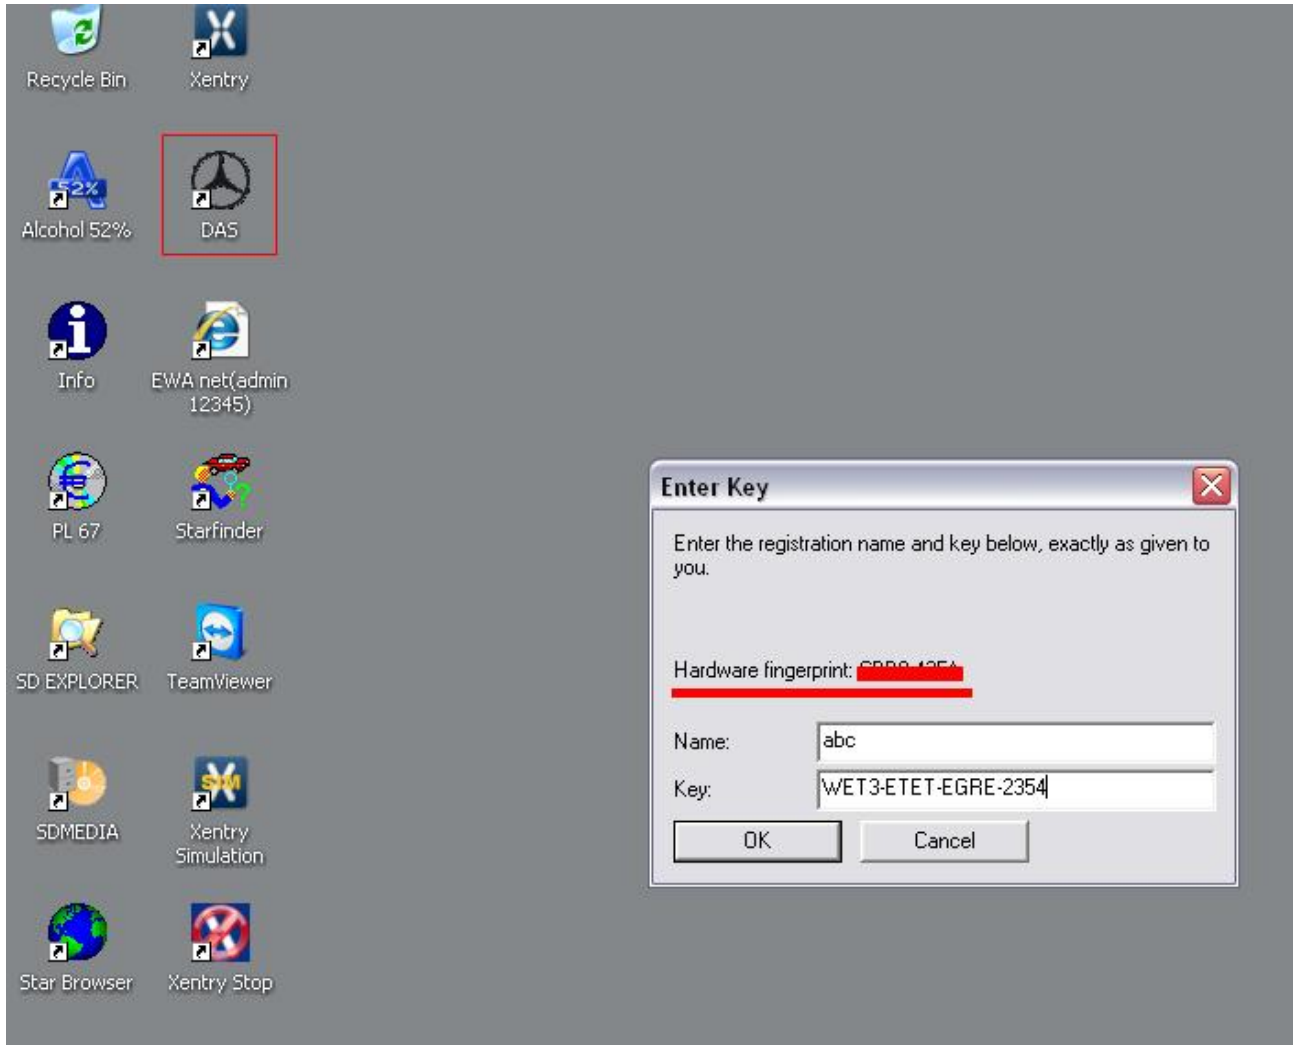 Recycle Bin
Xentry
52%
Alcohol 52%
DAS
Info
EWA net(admin
12345)
PL 67
Starfinder
SD EXPLORER
TeamViewer
SDMEDIA
SIM
Xentry
Simulation
Star Browser
Xentry Stop
Enter Key
Enter the registration name and key below, exactly as given to
you.
Hardware fingerprint:
Name:
abc
Key:
WET3-ETET-EGRE-2354
OK
Cancel